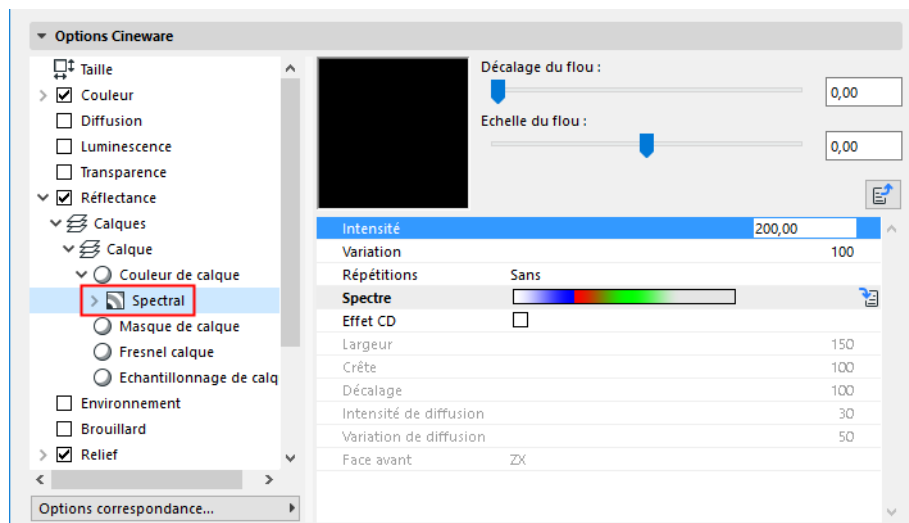 Options Cineware
Taille
Couleur
Diffusion
Luminescence
Transparence
Réflectance
Calques
Calque
Couleur de calque
Spectral
Masque de calque
Fresnel calque
Echantillonnage de calq
Environnement
Brouillard
Relief
Options correspondance...
Décalage du flou :
0,00
Echelle du flou :
0,00
Intensité 200,00
Variation 100
Répétitions Sans
Spectre
Effet CD
Largeur 150
Crête 100
Décalage 100
Intensité de diffusion 30
Variation de diffusion 50
Face avant ZX